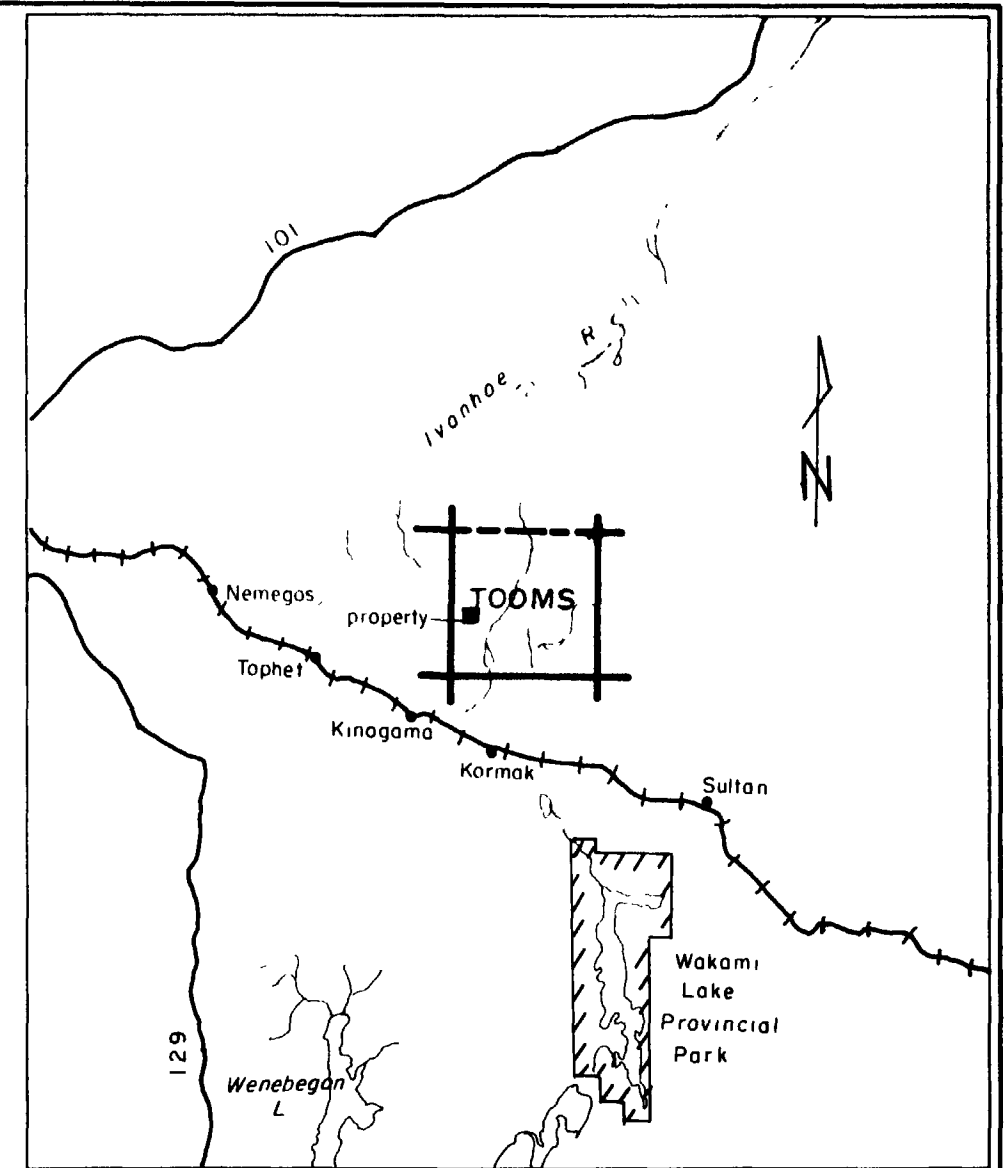 101
Ivanhoe R
N
Nemegos
TOOMS
property
Tophet
Kinogama
Kormak
Sultan
Wakami
Lake
Provincial
Park
129
Wenebegon
L